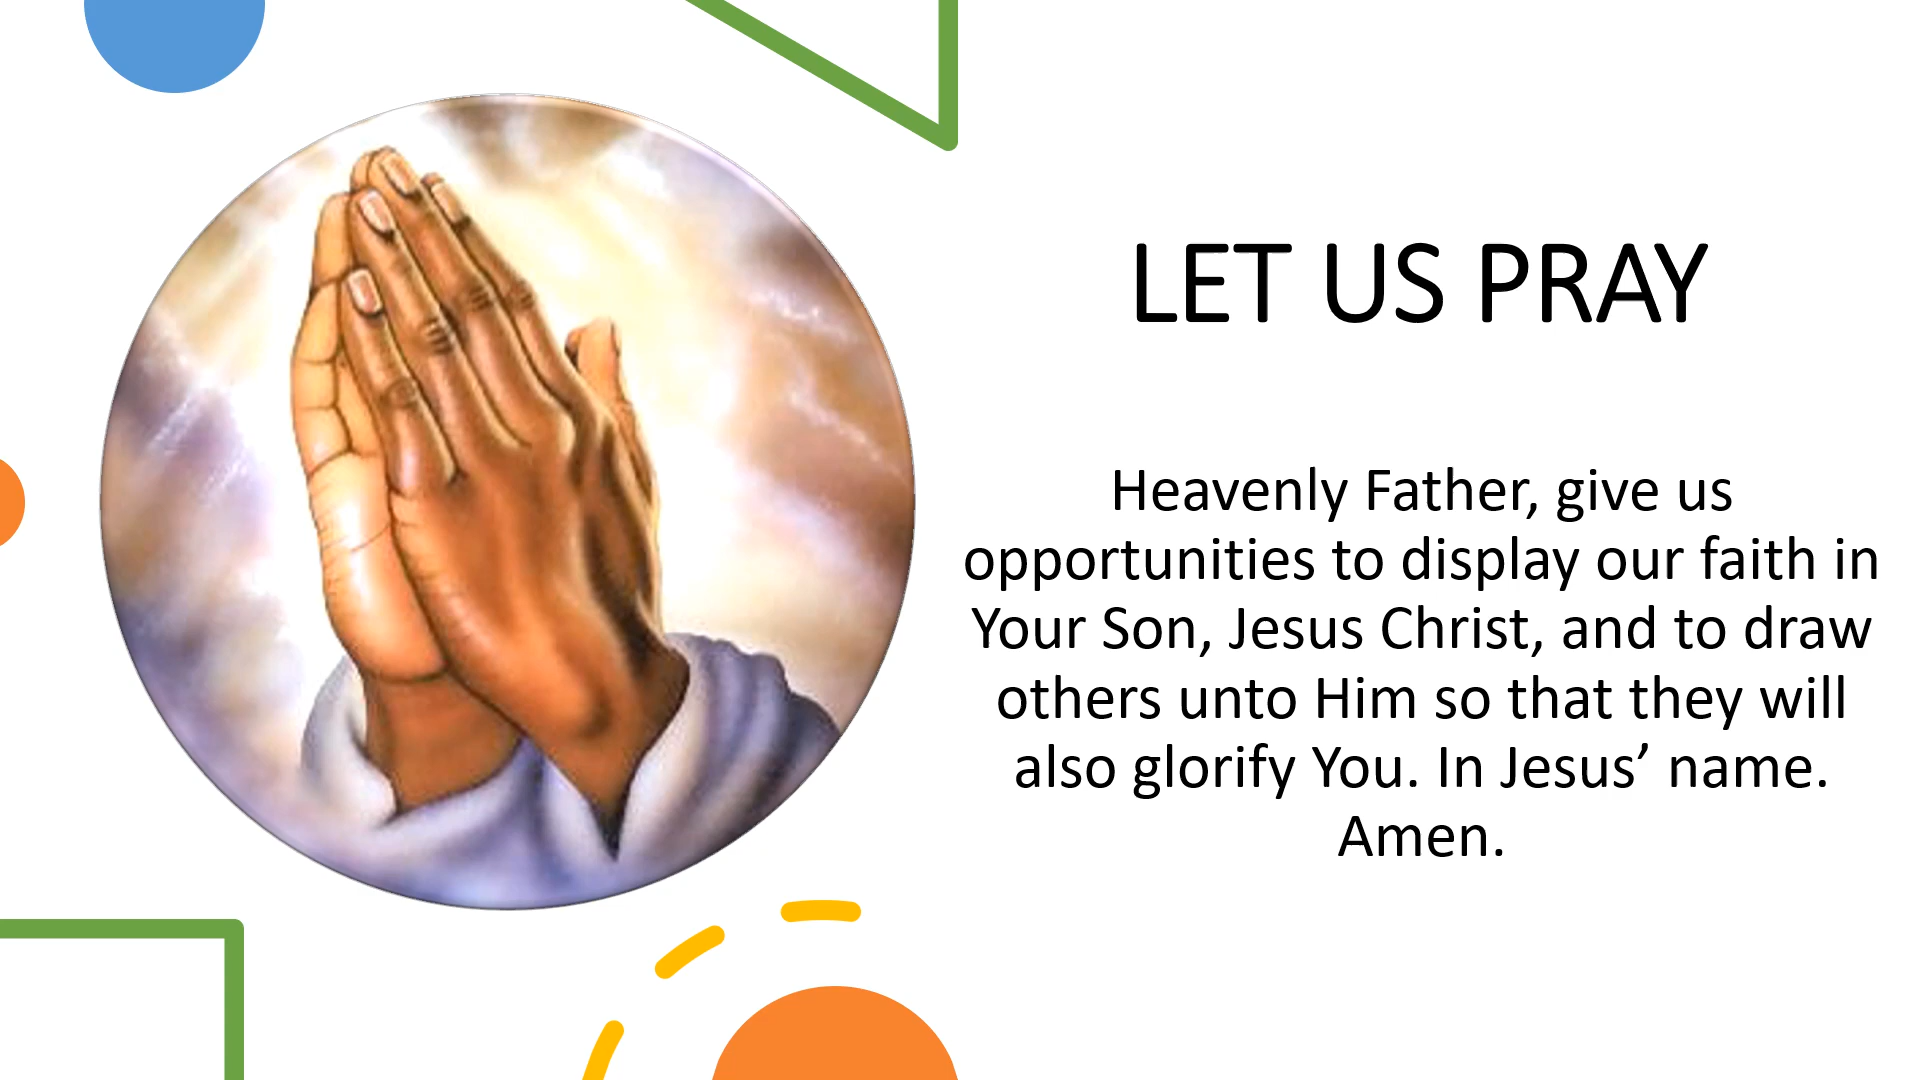 LET US PRAY
Heavenly Father, give us
opportunities to display our faith in
Your Son, Jesus Christ, and to draw
others unto Him so that they will
also glorify You. In Jesus’ name.
Amen.